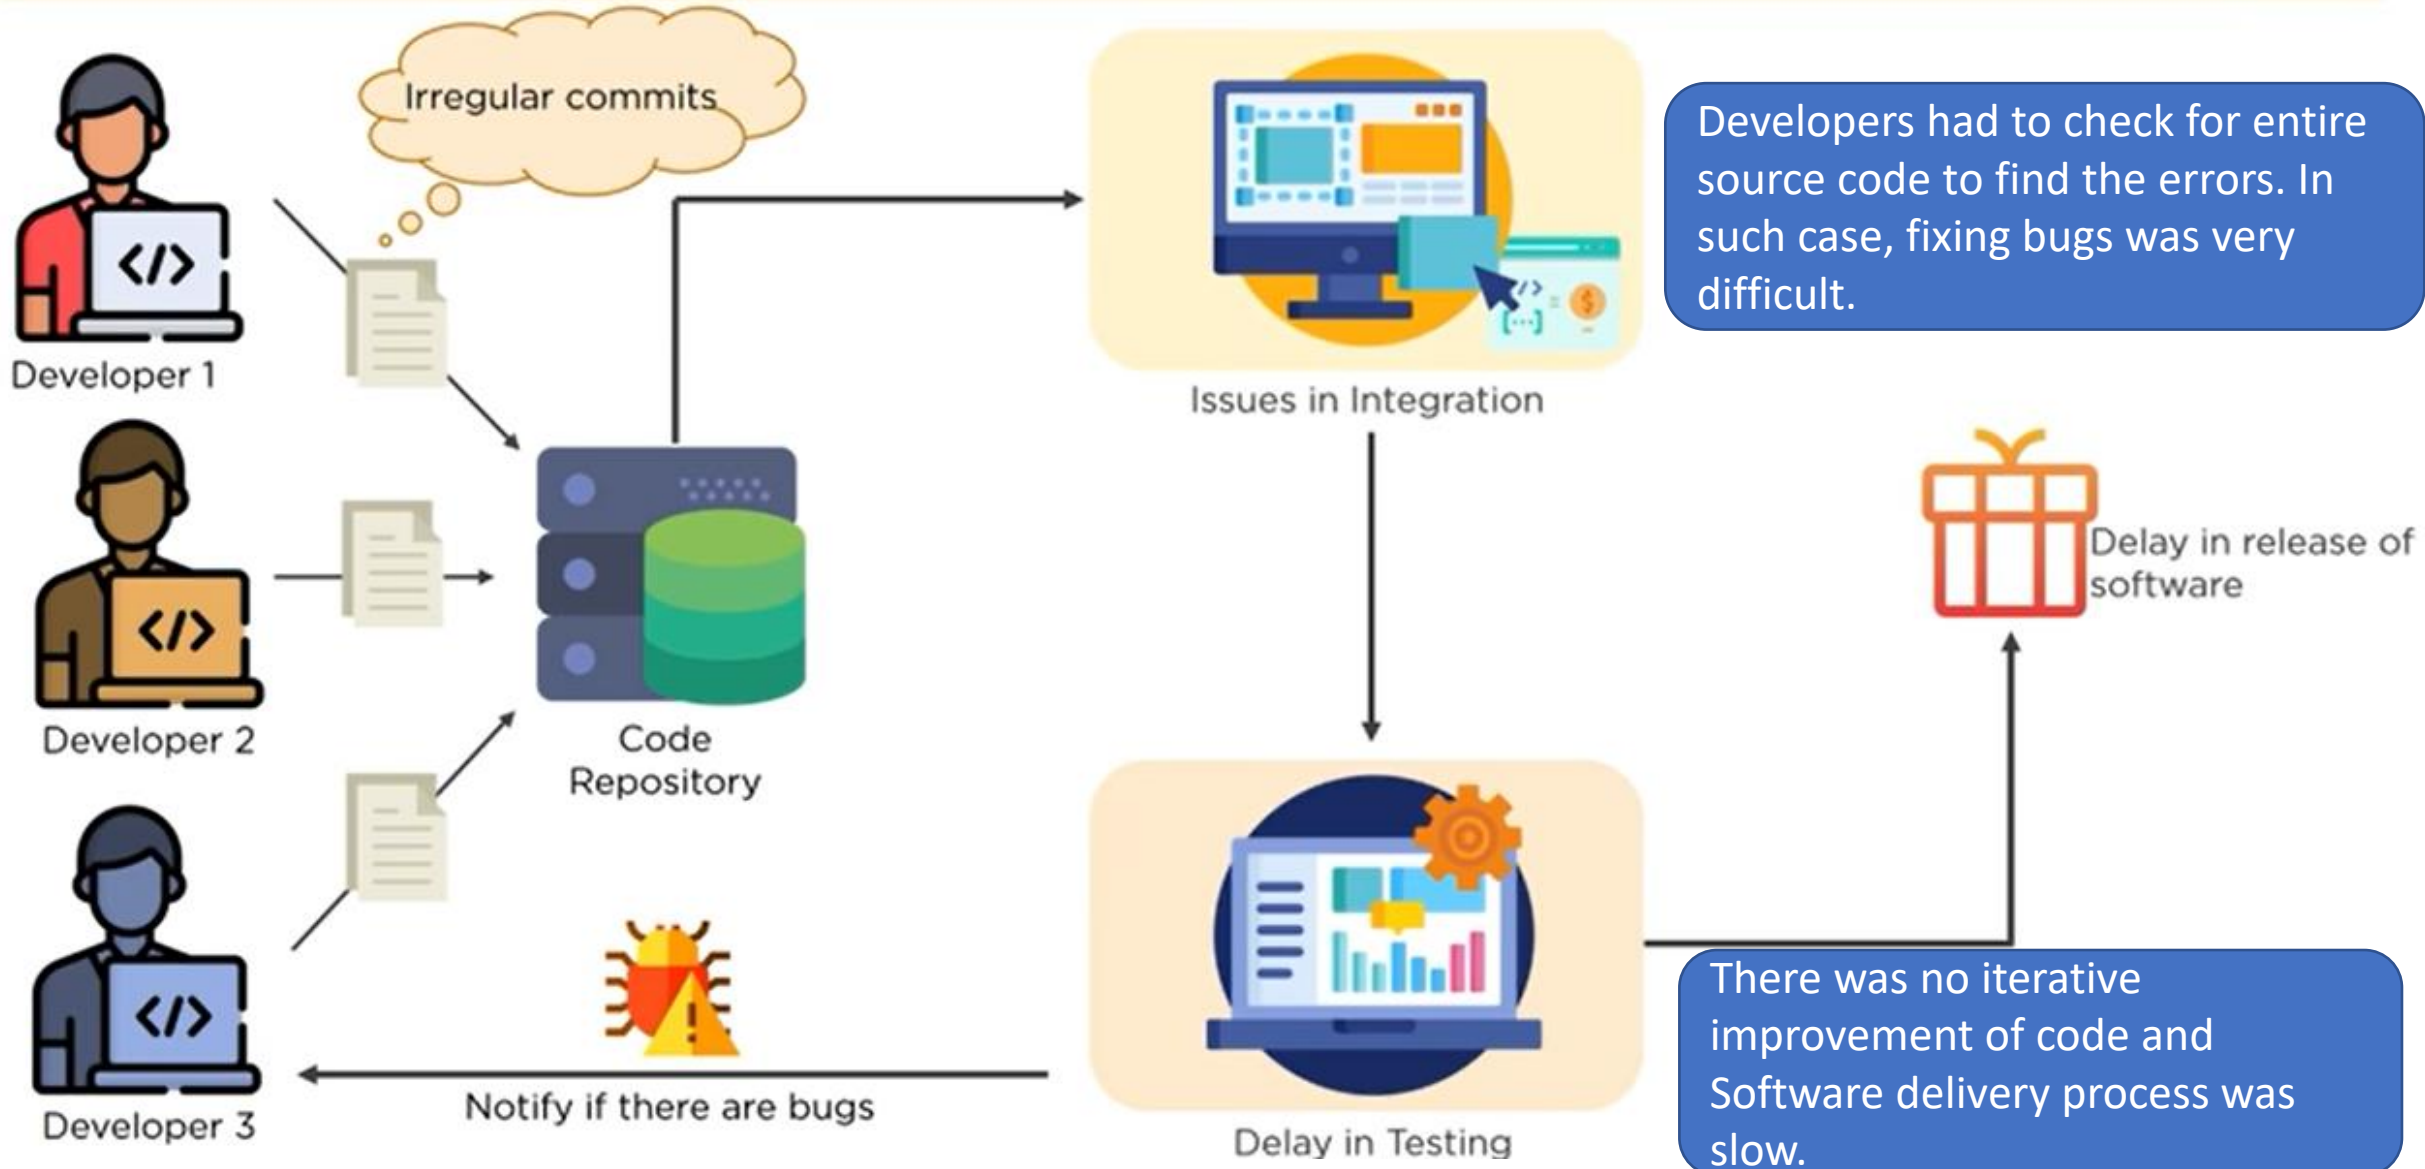 Irregular commits
Developers had to check for entire
source code to find the errors. In
such case, fixing bugs was very
difficult.
</>
Developer 1
</>
[...]
=
$
Issues in Integration
</>
Developer 2
Code
Repository
Delay in release of
software
</>
Developer 3
Notify if there are bugs
Delay in Testing
There was no iterative
improvement of code and
Software delivery process was
slow.